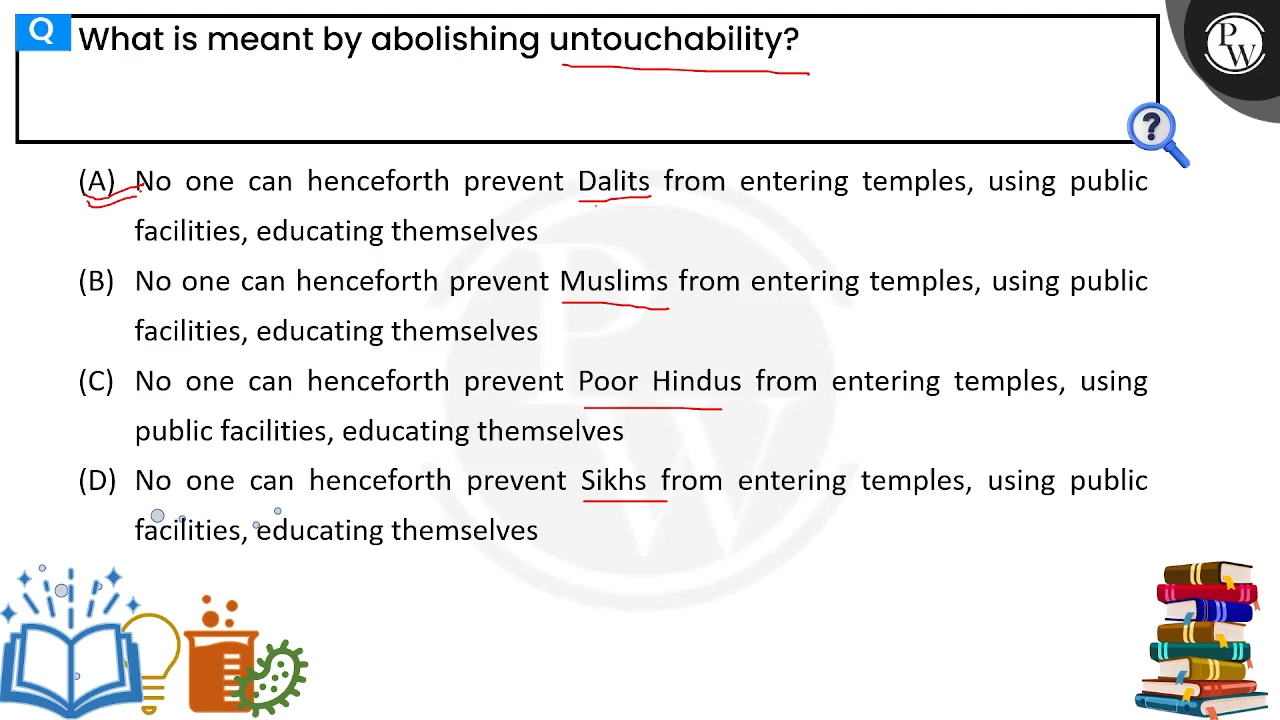 Q What is meant by abolishing untouchability?
PW
?
(A) No one can henceforth prevent Dalits from entering temples, using public
facilities, educating themselves
(B) No one can henceforth prevent Muslims from entering temples, using public
facilities, educating themselves
(C) No one can henceforth prevent Poor Hindus from entering temples, using
public facilities, educating themselves
(D) No one can henceforth prevent Sikhs from entering temples, using public
facilities, educating themselves
PW